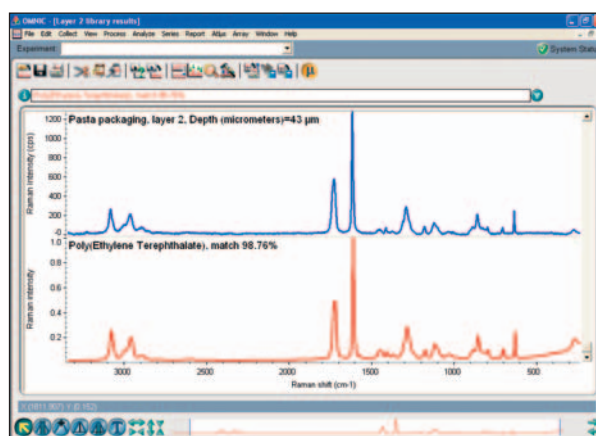 OMNIC - [Layer 2 library results]
File Edit Collect View Process Analyze Series Report Atlµs Array Window Help
Experiment:
System Status
Poly(Ethylene Terephthalate), match 98.76%
Pasta packaging, layer 2, Depth (micrometers)=43 µm
Raman intensity (cps)
1200
1000
800
600
400
200
-0
Poly(Ethylene Terephthalate), match 98.76%
Raman intensity
1.0
0.8
0.6
0.4
0.2
3000 2500 2000 1500 1000 500
Raman shift (cm-1)